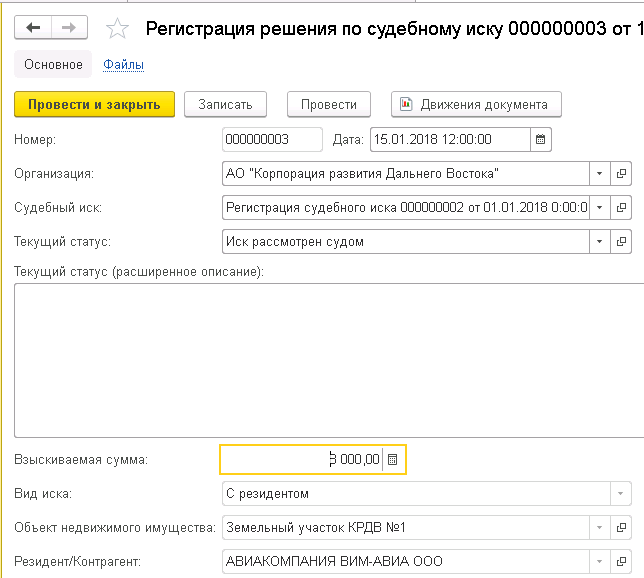 Регистрация решения по судебному иску 000000003 от 1
Основное Файлы
Провести и закрыть Записать Провести Движения документа
Номер: 000000003 Дата: 15.01.2018 12:00:00
Организация: АО "Корпорация развития Дальнего Востока"
Судебный иск: Регистрация судебного иска 000000002 от 01.01.2018 0:00:0
Текущий статус: Иск рассмотрен судом
Текущий статус (расширенное описание):
Взыскиваемая сумма: 3 000,00
Вид иска: С резидентом
Объект недвижимого имущества: Земельный участок КРДВ №1
Резидент/Контрагент: АВИАКОМПАНИЯ ВИМ-АВИА ООО